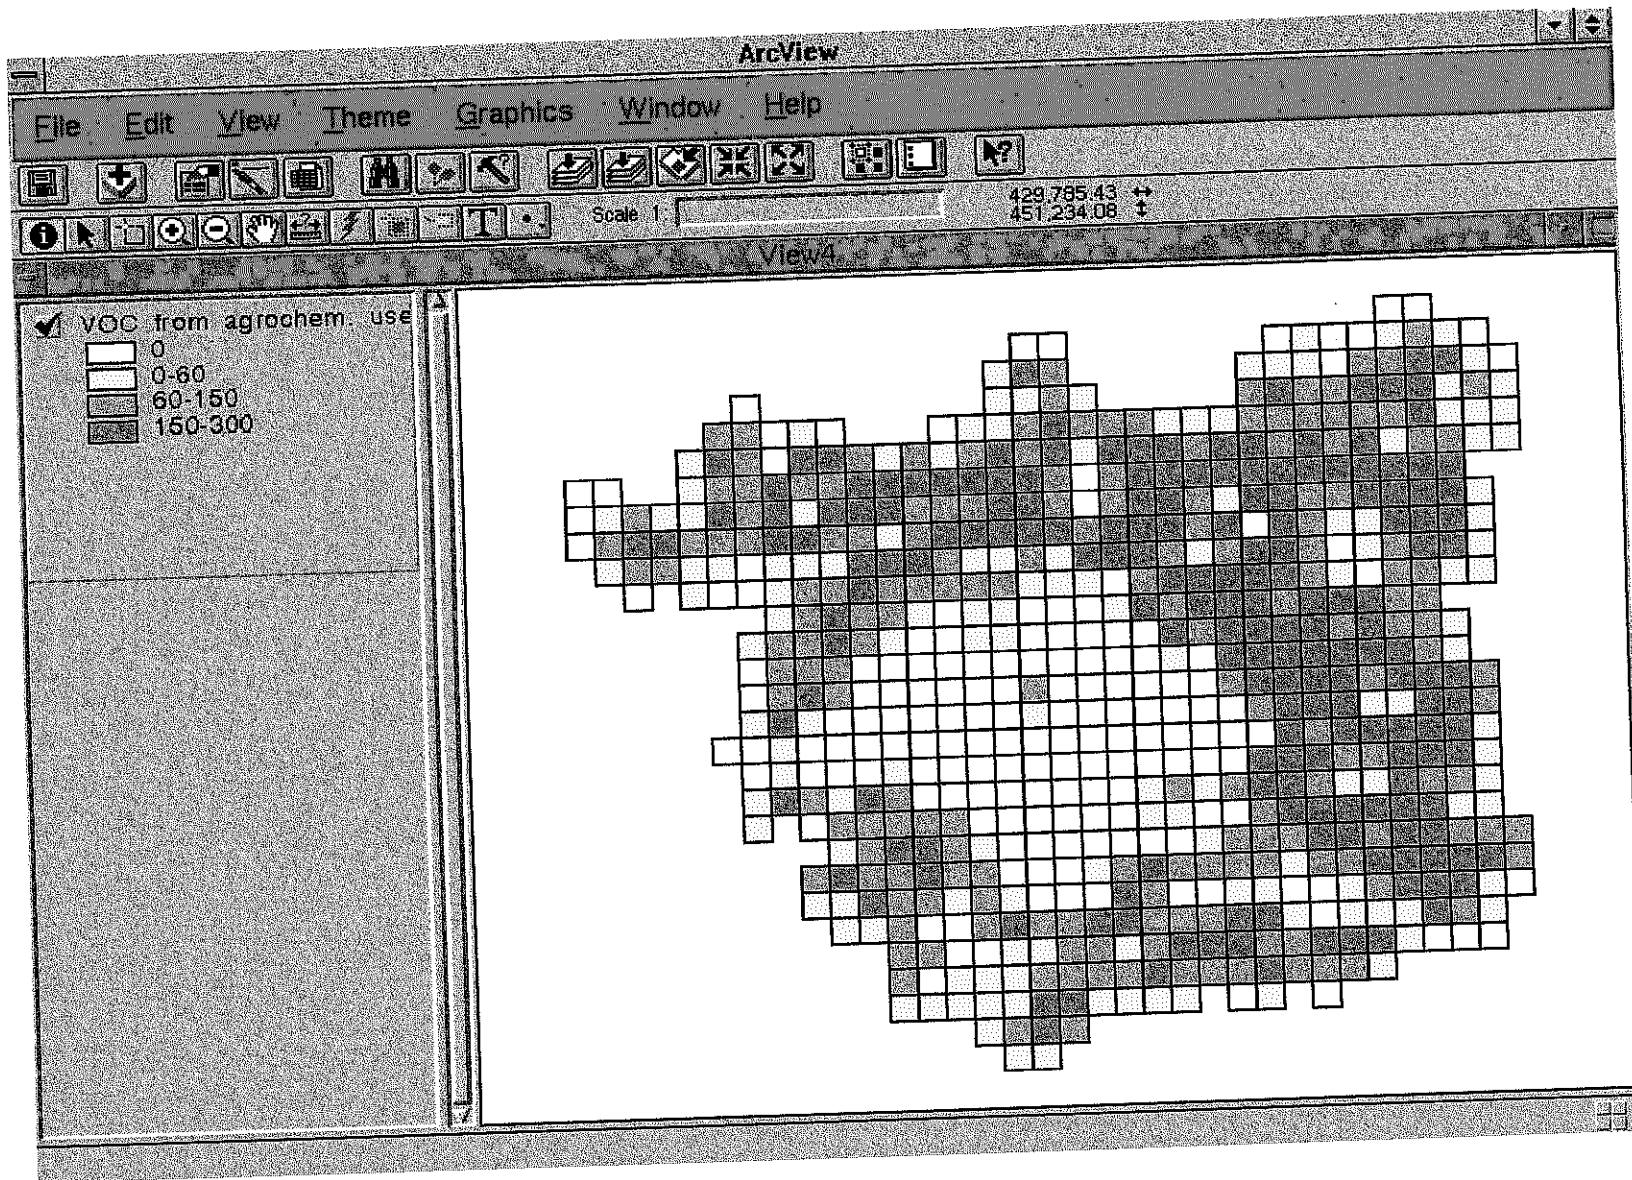 ArcView
File Edit View Theme Graphics Window Help
Scale 1:
429,785.43
451,234.08
View4
VOC from agrochem. use
0
0-60
60-150
150-300